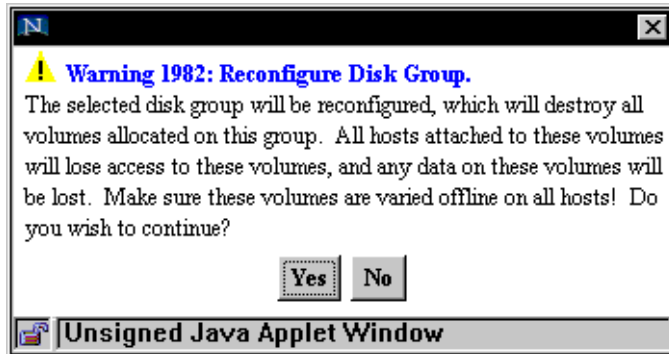 N
Warning 1982: Reconfigure Disk Group.
The selected disk group will be reconfigured, which will destroy all
volumes allocated on this group. All hosts attached to these volumes
will lose access to these volumes, and any data on these volumes will
be lost. Make sure these volumes are varied offline on all hosts! Do
you wish to continue?
Yes No
Unsigned Java Applet Window